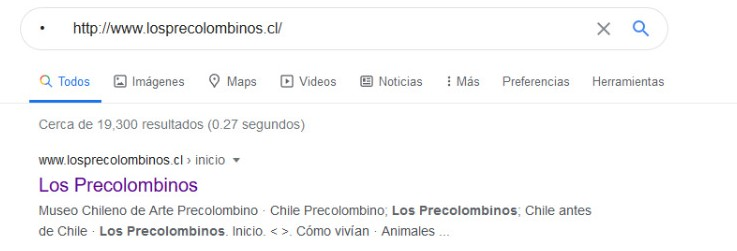 • http://www.losprecolombinos.cl/
Todos Imágenes Maps Videos Noticias Más Preferencias Herramientas
Cerca de 19,300 resultados (0.27 segundos)
www.losprecolombinos.cl › inicio
Los Precolombinos
Museo Chileno de Arte Precolombino · Chile Precolombino; Los Precolombinos; Chile antes
de Chile · Los Precolombinos. Inicio. < >. Cómo vivían · Animales ...